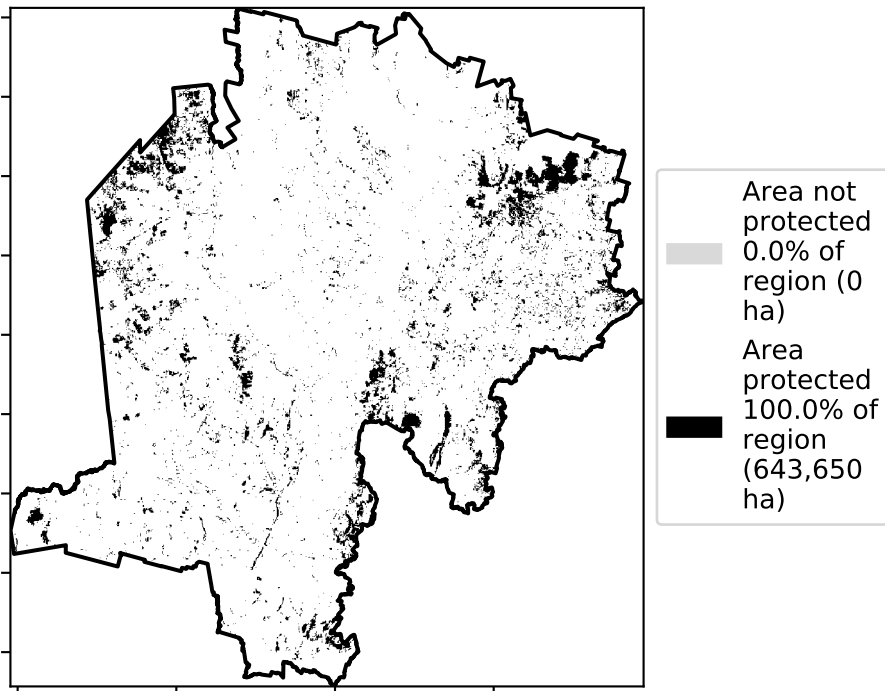 Area not
protected
0.0% of
region (0
ha)
Area
protected
100.0% of
region
(643,650
ha)